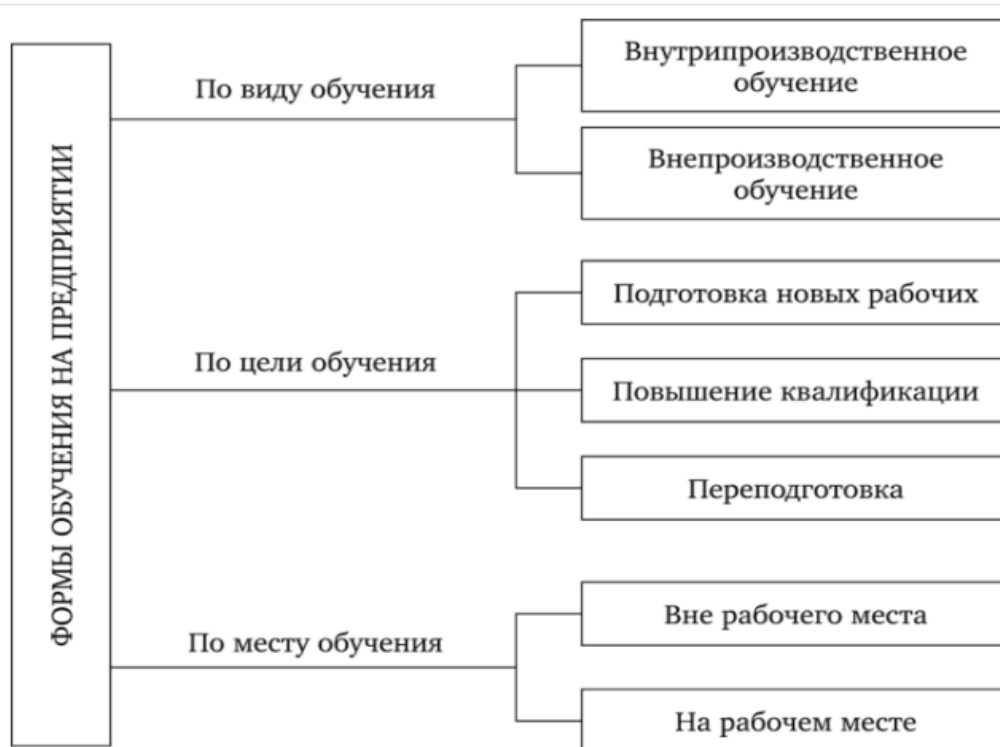 ФОРМЫ ОБУЧЕНИЯ НА ПРЕДПРИЯТИИ
По виду обучения
Внутрипроизводственное
обучение
Внепроизводственное
обучение
По цели обучения
Подготовка новых рабочих
Повышение квалификации
Переподготовка
По месту обучения
Вне рабочего места
На рабочем месте